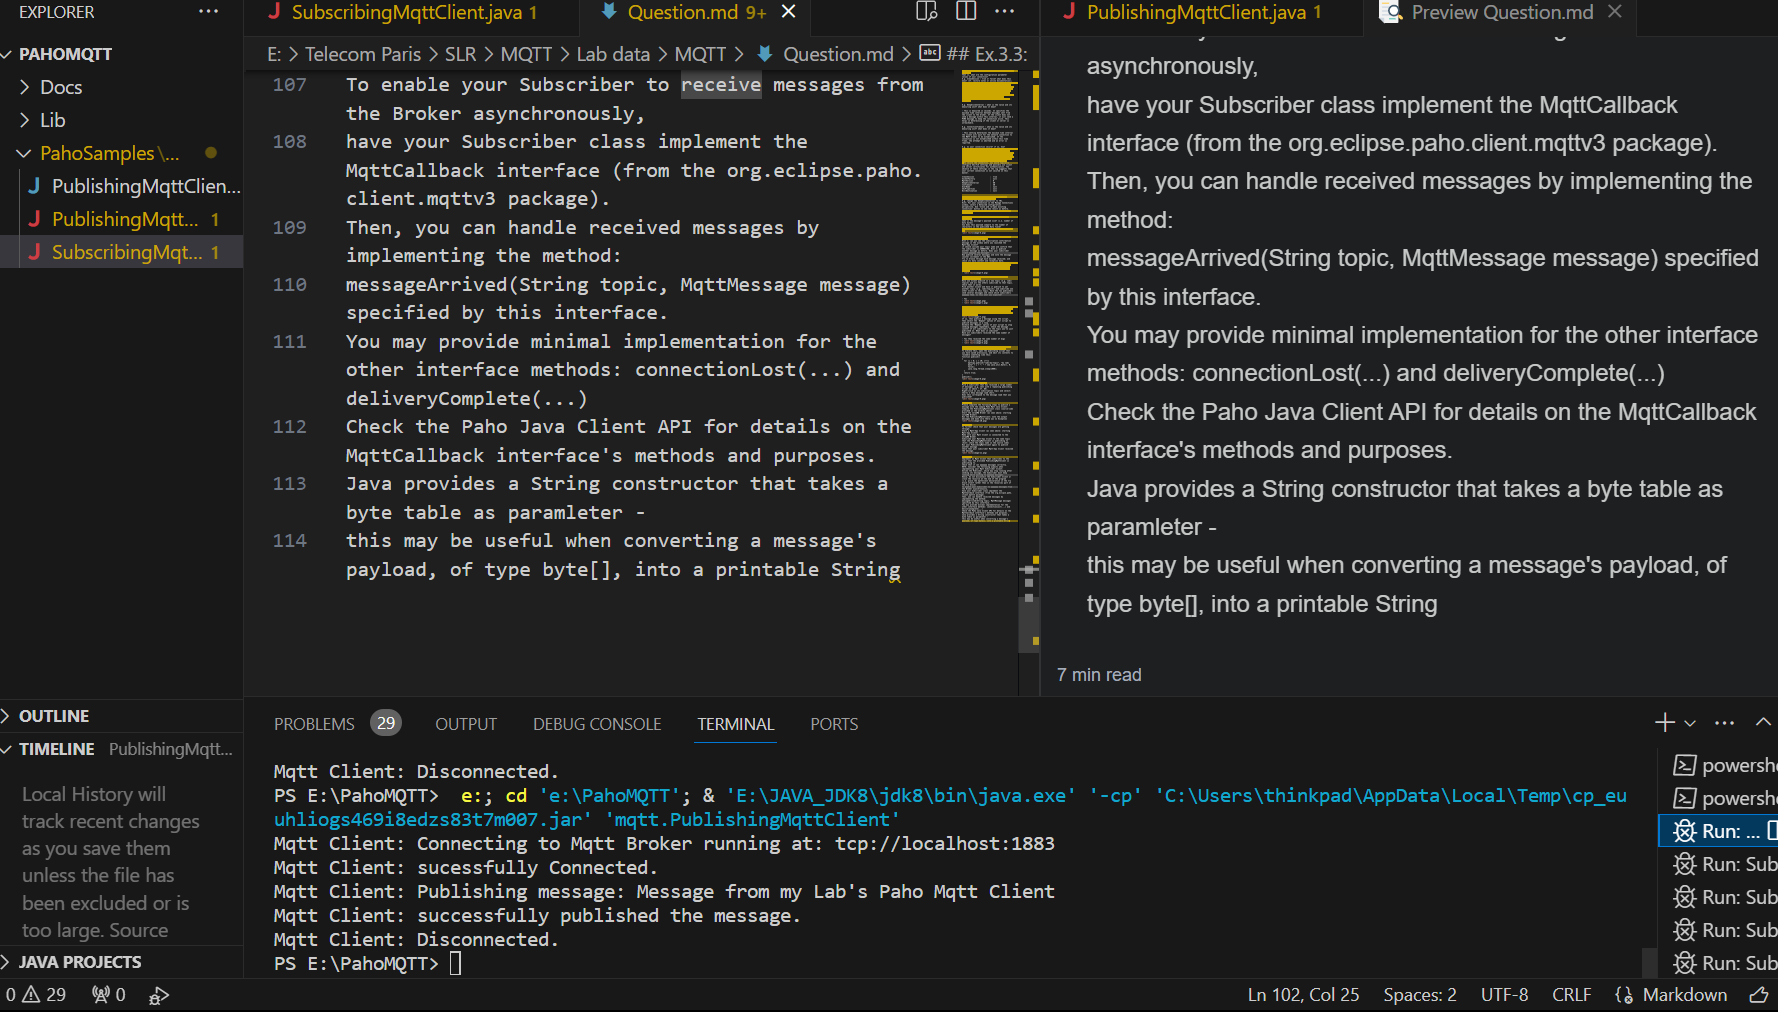 EXPLORER
PAHOMQTT
Docs
Lib
PahoSamples\...
PublishingMqttClien...
PublishingMqtt... 1
SubscribingMqt... 1
OUTLINE
TIMELINE PublishingMqtt...
Local History will
track recent changes
as you save them
unless the file has
been excluded or is
too large. Source
JAVA PROJECTS
SubscribingMqttClient.java 1
Question.md 9+
E: > Telecom Paris > SLR > MQTT > Lab data > MQTT > Question.md > abc ## Ex.3.3:
107 To enable your Subscriber to receive messages from
the Broker asynchronously,
108 have your Subscriber class implement the
MqttCallback interface (from the org.eclipse.paho.
client.mqttv3 package).
109 Then, you can handle received messages by
implementing the method:
110 messageArrived(String topic, MqttMessage message)
specified by this interface.
111 You may provide minimal implementation for the
other interface methods: connectionLost(...) and
deliveryComplete(...)
112 Check the Paho Java Client API for details on the
MqttCallback interface's methods and purposes.
113 Java provides a String constructor that takes a
byte table as paramleter -
114 this may be useful when converting a message's
payload, of type byte[], into a printable String
PublishingMqttClient.java 1
Preview Question.md
asynchronously,
have your Subscriber class implement the MqttCallback
interface (from the org.eclipse.paho.client.mqttv3 package).
Then, you can handle received messages by implementing the
method:
messageArrived(String topic, MqttMessage message) specified
by this interface.
You may provide minimal implementation for the other interface
methods: connectionLost(...) and deliveryComplete(...)
Check the Paho Java Client API for details on the MqttCallback
interface's methods and purposes.
Java provides a String constructor that takes a byte table as
paramleter -
this may be useful when converting a message's payload, of
type byte[], into a printable String
7 min read
PROBLEMS 29 OUTPUT DEBUG CONSOLE TERMINAL PORTS
Mqtt Client: Disconnected.
PS E:\PahoMQTT> e:; cd 'e:\PahoMQTT'; & 'E:\JAVA_JDK8\jdk8\bin\java.exe' '-cp' 'C:\Users\thinkpad\AppData\Local\Temp\cp_eu
uhliogs469i8edzs83t7m007.jar' 'mqtt.PublishingMqttClient'
Mqtt Client: Connecting to Mqtt Broker running at: tcp://localhost:1883
Mqtt Client: sucessfully Connected.
Mqtt Client: Publishing message: Message from my Lab's Paho Mqtt Client
Mqtt Client: successfully published the message.
Mqtt Client: Disconnected.
PS E:\PahoMQTT>
powershe
powershe
Run: ...
Run: Sub
Run: Sub
Run: Sub
Run: Sub
0 29 0
Ln 102, Col 25 Spaces: 2 UTF-8 CRLF Markdown